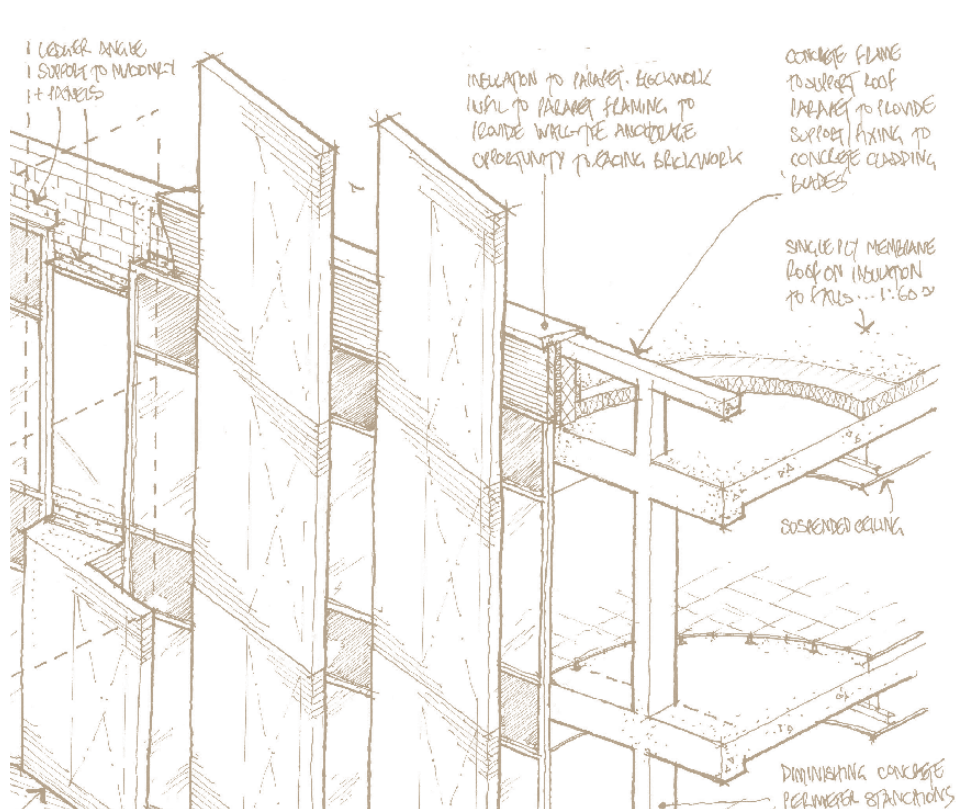 LEDGER ANGLE
SUPPORT TO MASONRY
+ PANELS
INSULATION TO PARAPET. BLOCKWORK
INFILL TO PARAPET FRAMING TO
PROVIDE WALL-TIE ANCHORAGE
OPPORTUNITY TO FACING BRICKWORK
CONCRETE FRAME
TO SUPPORT ROOF
PARAPET TO PROVIDE
SUPPORT/FIXING TO
CONCRETE CLADDING
'BLADES'
SINGLE PLY MEMBRANE
ROOF ON INSULATION
TO FALLS... 1:60
SUSPENDED CEILING
DIMINISHING CONCRETE
PERIMETER STANCHIONS